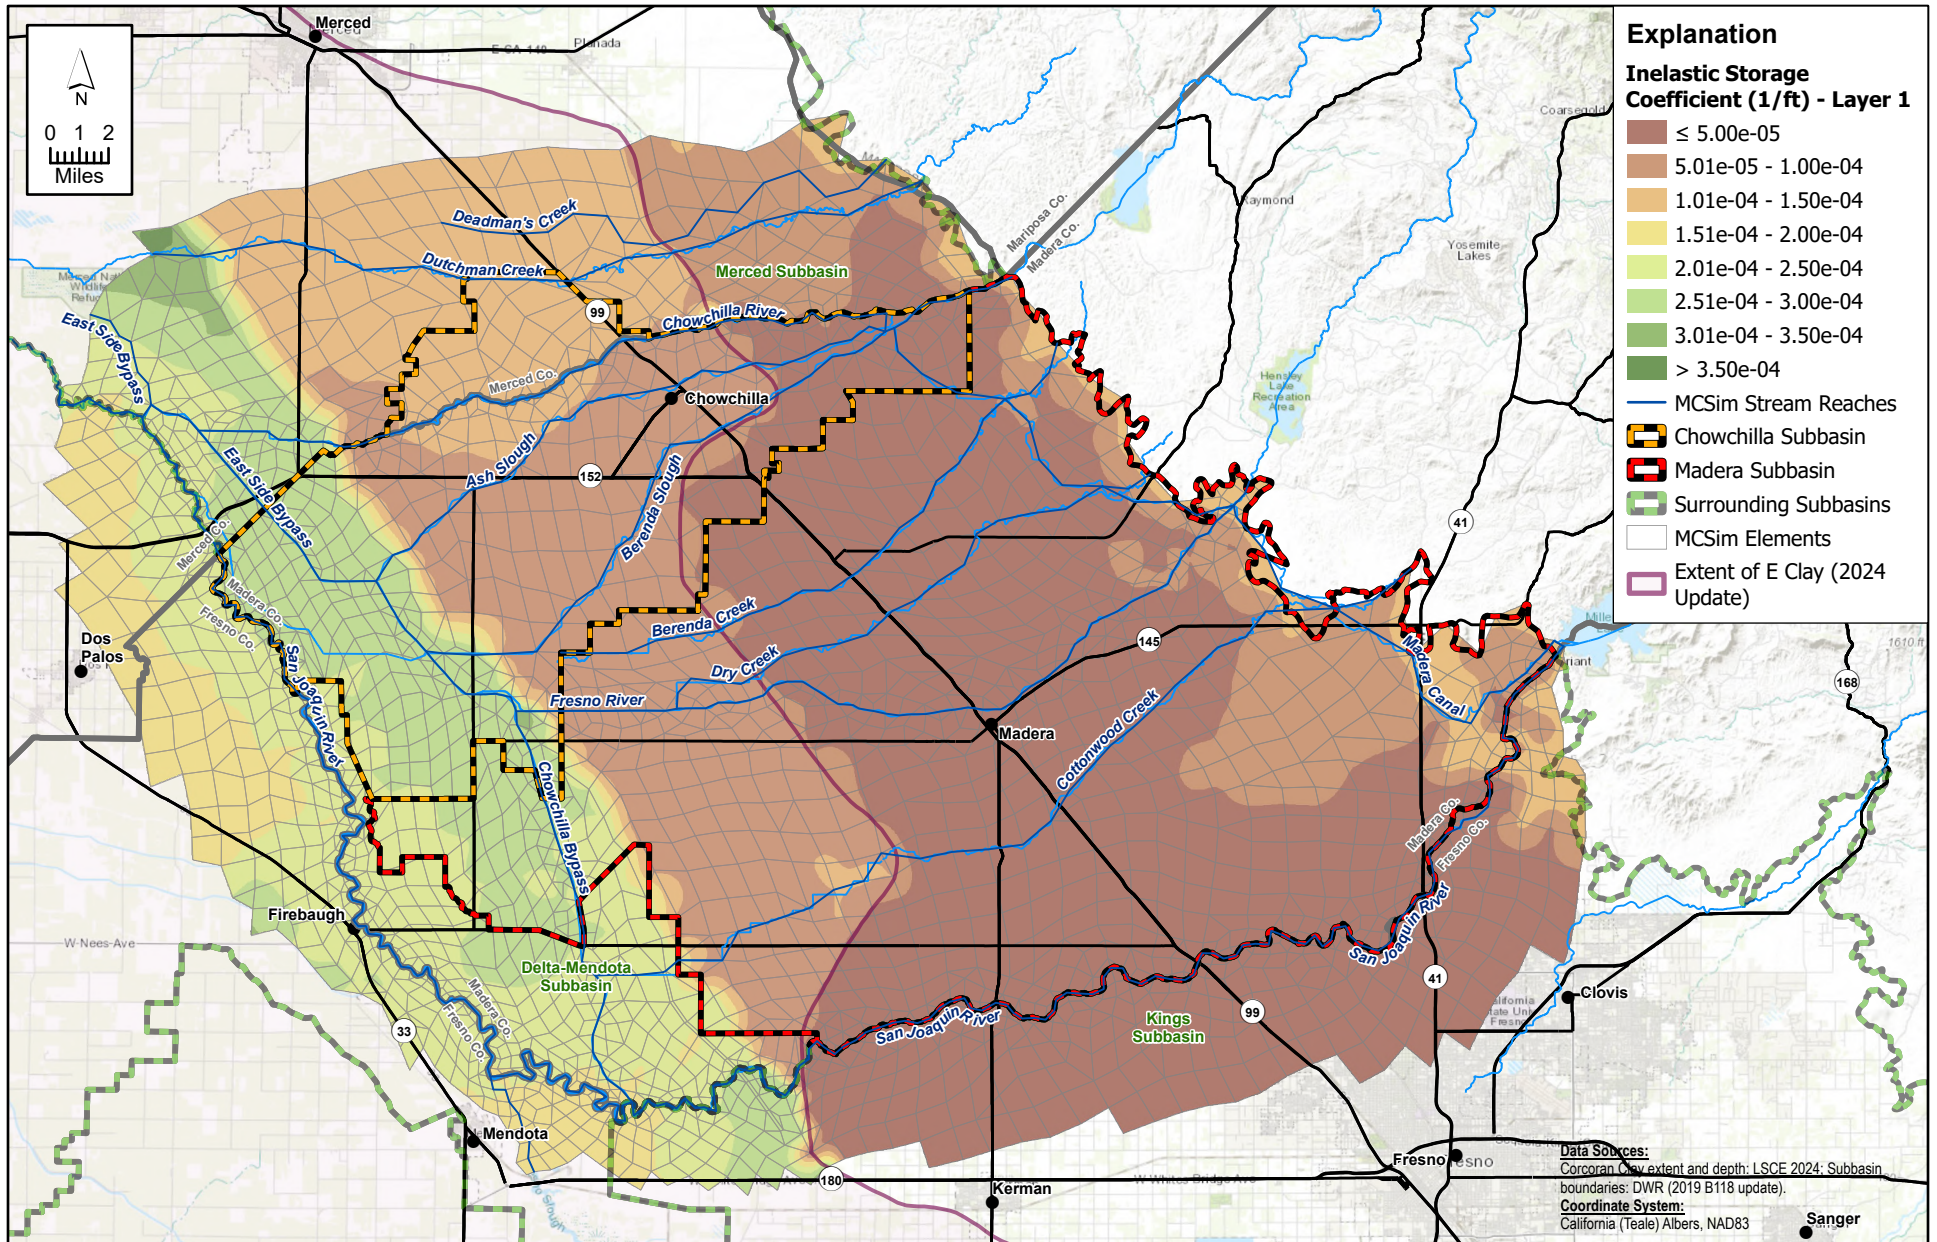 Merced
Planada
N
0 1 2
Miles
Explanation
Inelastic Storage
Coefficient (1/ft) - Layer 1
≤ 5.00e-05
5.01e-05 - 1.00e-04
1.01e-04 - 1.50e-04
1.51e-04 - 2.00e-04
2.01e-04 - 2.50e-04
2.51e-04 - 3.00e-04
3.01e-04 - 3.50e-04
> 3.50e-04
MCSim Stream Reaches
Chowchilla Subbasin
Madera Subbasin
Surrounding Subbasins
MCSim Elements
Extent of E Clay (2024
Update)
Coarsegold
Raymond
Yosemite
Lakes
Mariposa Co.
Madera Co.
Deadman's Creek
Dutchman Creek
Merced Subbasin
99
Chowchilla River
East Side Bypass
Merced Co.
Chowchilla
Hensley
Lake
Recreation
Area
East Side Bypass
Ash Slough
152
Berenda Slough
41
Merced Co.
Madera Co.
Fresno Co.
Berenda Creek
145
Dos
Palos
San Joaquin River
Dry Creek
Madera Canal
1610 ft
168
Fresno River
Madera
Cottonwood Creek
Chowchilla Bypass
Madera Co.
Fresno Co.
Firebaugh
W Nees Ave
San Joaquin River
Delta-Mendota
Subbasin
Madera Co.
Fresno Co.
41
Clovis
33
San Joaquin River
Kings
Subbasin
99
Mendota
Fresno
180
Kerman
W Whites Bridge Ave
Data Sources:
Corcoran Clay extent and depth: LSCE 2024; Subbasin
boundaries: DWR (2019 B118 update).
Coordinate System:
California (Teale) Albers, NAD83
Sanger